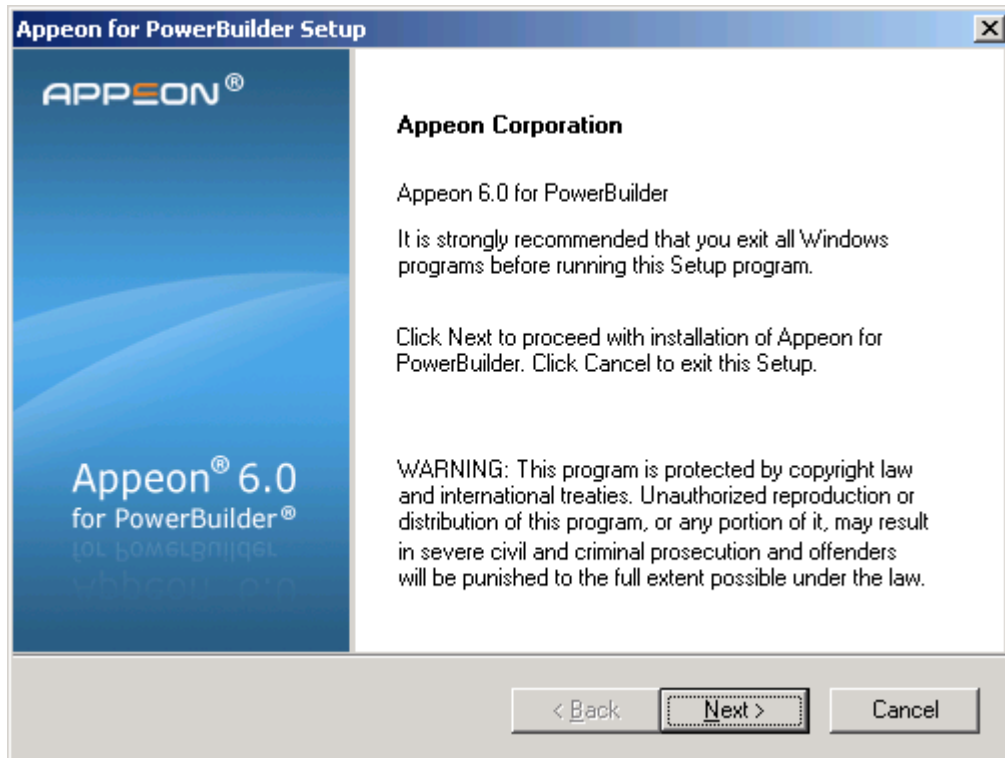 Appeon for PowerBuilder Setup
APPEON®
Appeon Corporation
Appeon 6.0 for PowerBuilder
It is strongly recommended that you exit all Windows
programs before running this Setup program.
Click Next to proceed with installation of Appeon for
PowerBuilder. Click Cancel to exit this Setup.
Appeon® 6.0
for PowerBuilder®
for PowerBuilder
Appeon 6.0
WARNING: This program is protected by copyright law
and international treaties. Unauthorized reproduction or
distribution of this program, or any portion of it, may result
in severe civil and criminal prosecution and offenders
will be punished to the full extent possible under the law.
< Back
Next >
Cancel